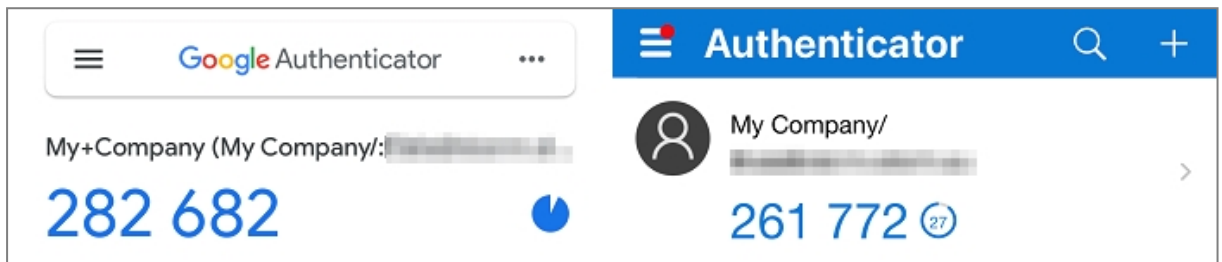 Google Authenticator
My+Company (My Company/:
282 682
Authenticator
My Company/
261 772 27